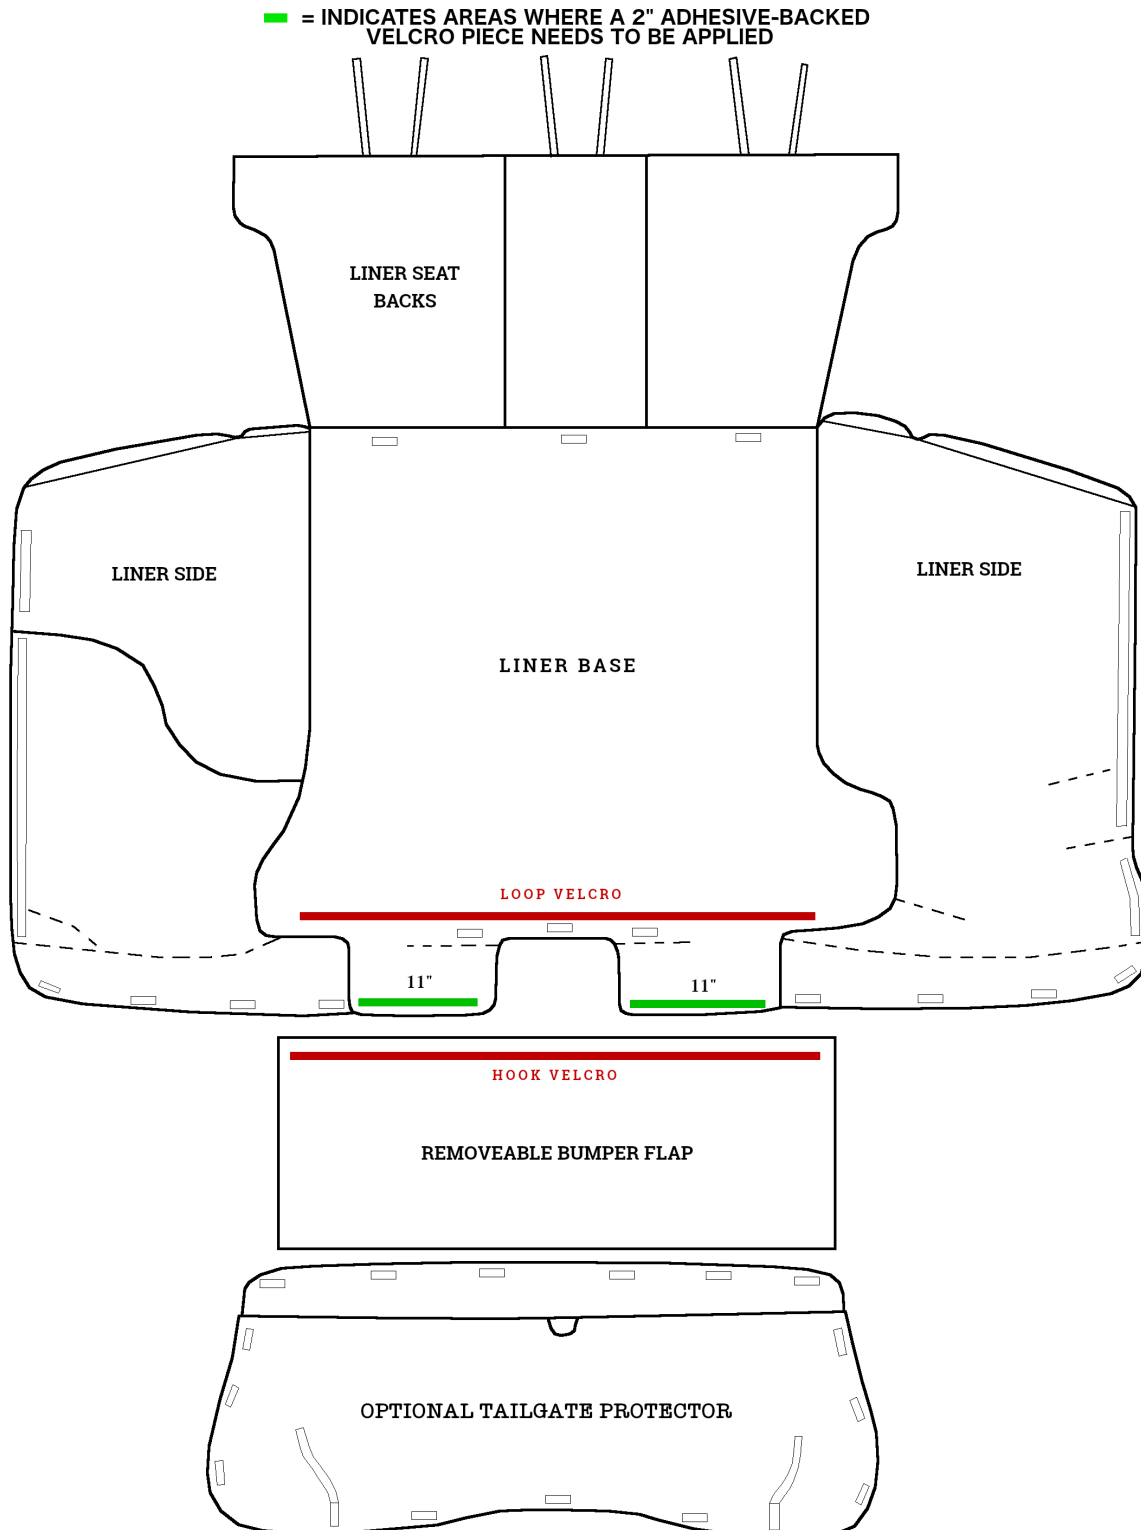 = INDICATES AREAS WHERE A 2" ADHESIVE-BACKED
VELCRO PIECE NEEDS TO BE APPLIED
LINER SEAT
BACKS
LINER SIDE
LINER SIDE
LINER BASE
LOOP VELCRO
11"
11"
HOOK VELCRO
REMOVEABLE BUMPER FLAP
OPTIONAL TAILGATE PROTECTOR